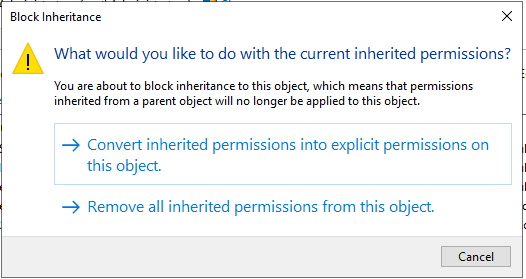 Block Inheritance
What would you like to do with the current inherited permissions?
You are about to block inheritance to this object, which means that permissions
inherited from a parent object will no longer be applied to this object.
Convert inherited permissions into explicit permissions on
this object.
Remove all inherited permissions from this object.
Cancel